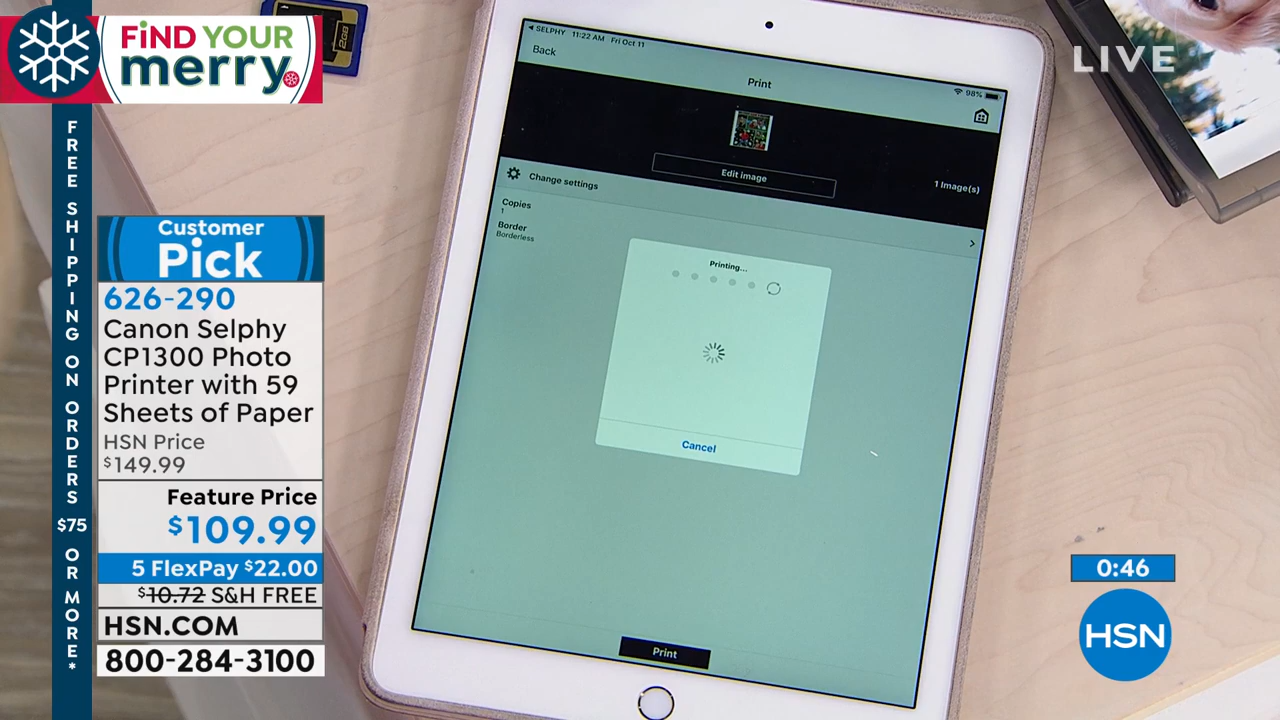 FiND YOUR
merry
LIVE
FREE SHIPPING ON ORDERS $75 OR MORE*
Customer
Pick
626-290
Canon Selphy
CP1300 Photo
Printer with 59
Sheets of Paper
HSN Price
$149.99
Feature Price
$109.99
5 FlexPay $22.00
$10.72 S&H FREE
HSN.COM
800-284-3100
2GB
SELPHY 11:22 AM Fri Oct 11
98%
Back
Print
Edit image
1 Image(s)
Change settings
Copies
1
Border
Borderless
Printing...
Cancel
Print
0:46
HSN